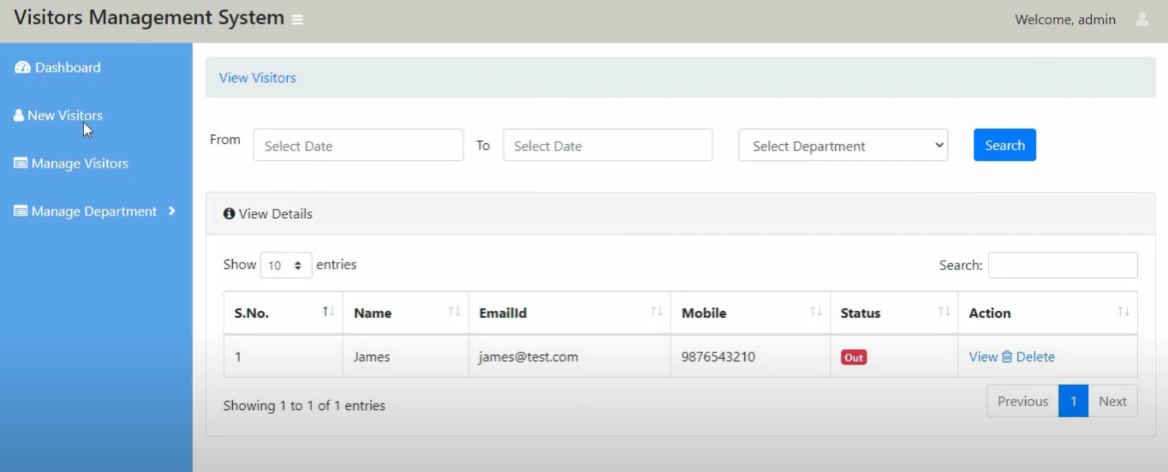 Visitors Management System
Welcome, admin
Dashboard
New Visitors
Manage Visitors
Manage Department
View Visitors
From Select Date To Select Date Select Department Search
View Details
Show 10 entries Search:
S.No. Name EmailId Mobile Status Action
1 James james@test.com 9876543210 Out View Delete
Showing 1 to 1 of 1 entries
Previous 1 Next